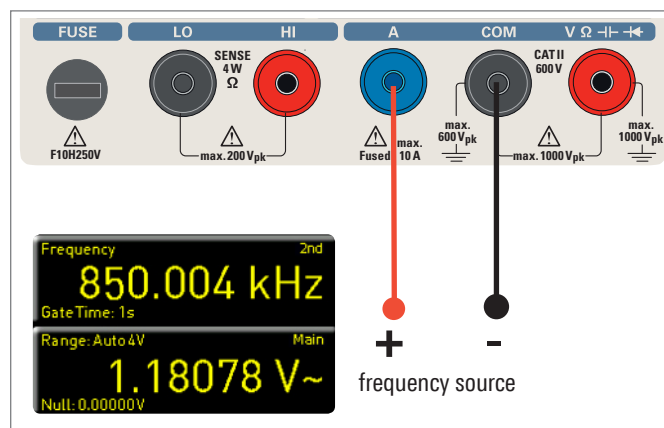 FUSE LO HI A COM V Ω ⊣⊢ ➔|
SENSE
4 W
Ω
CAT II
600 V
F10H250V
max. 200 Vpk
max.
Fused 10 A
max.
600 Vpk
max. 1000 Vpk
max.
1000 Vpk
Frequency 2nd
850.004 kHz
GateTime: 1s
Range: Auto4V Main
1.18078 V~
Null: 0.00000V
+ -
frequency source